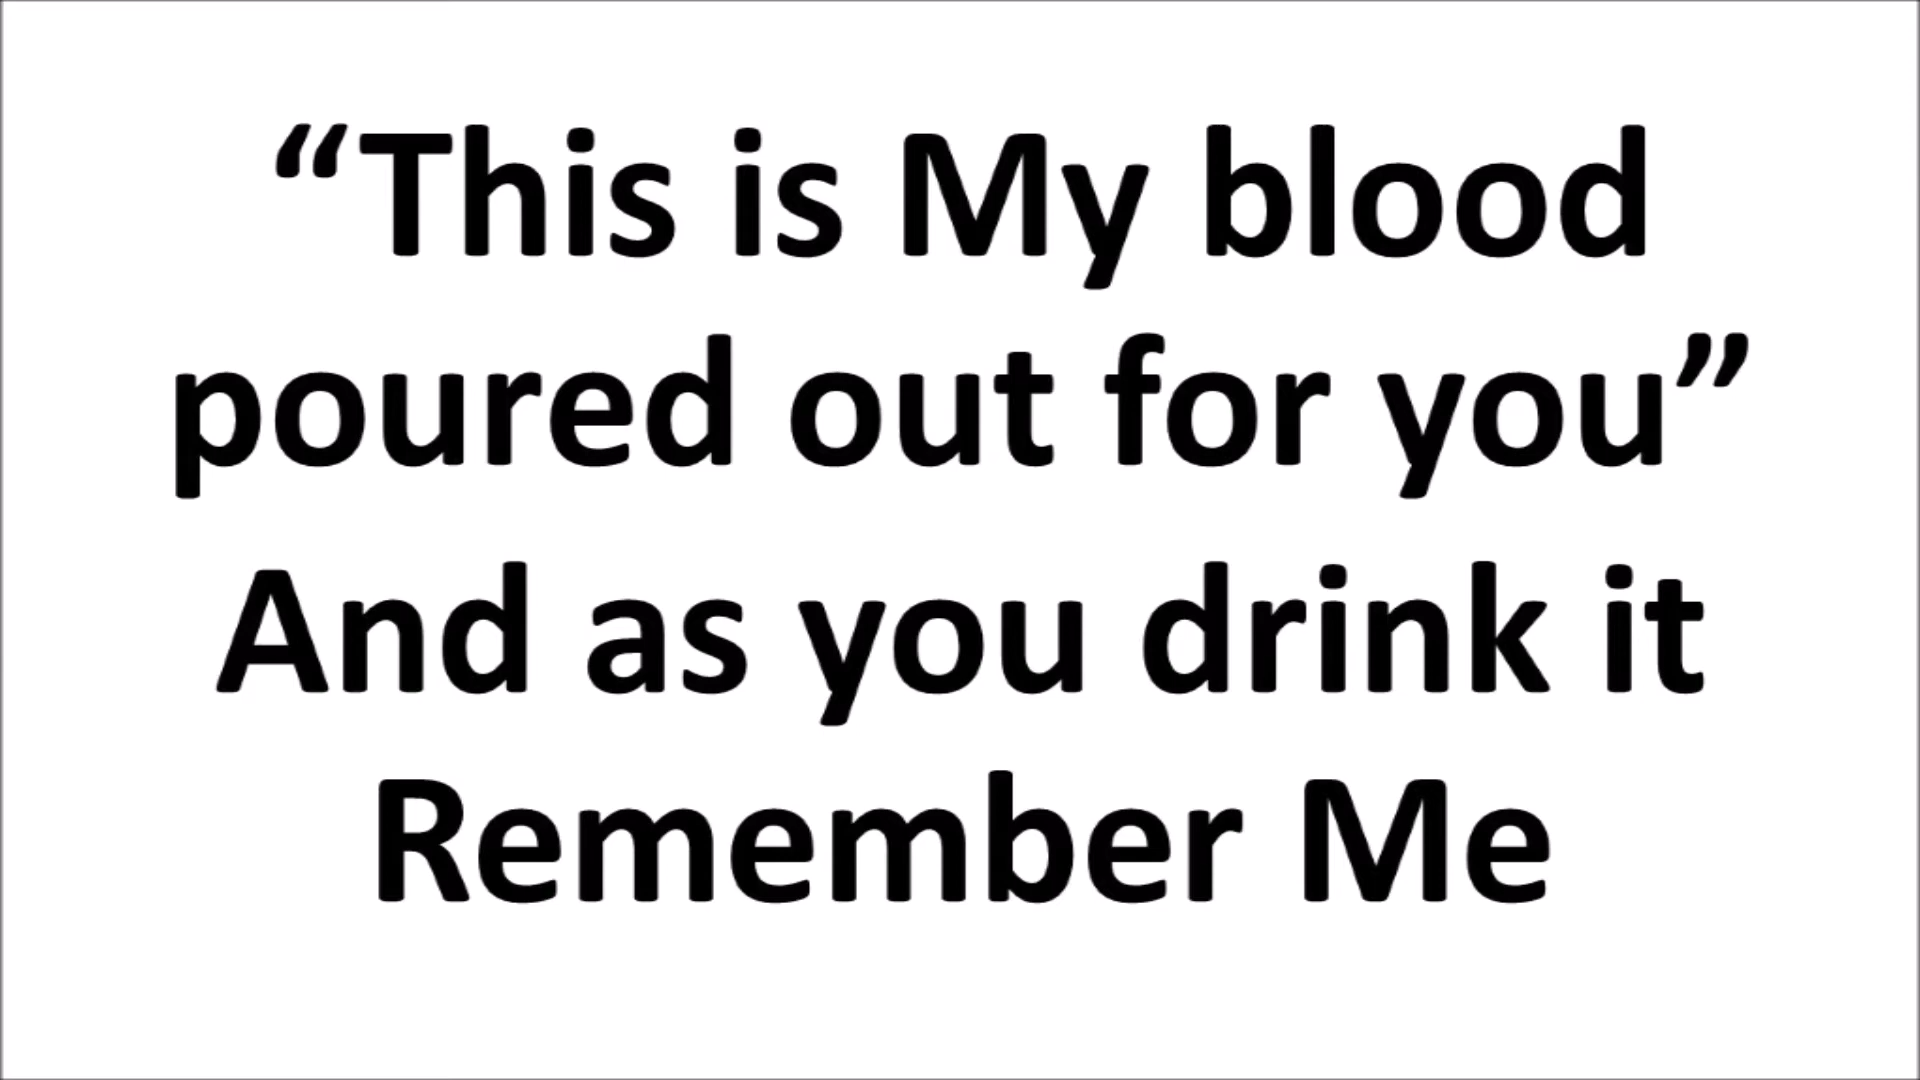 “This is My blood
poured out for you”
And as you drink it
Remember Me